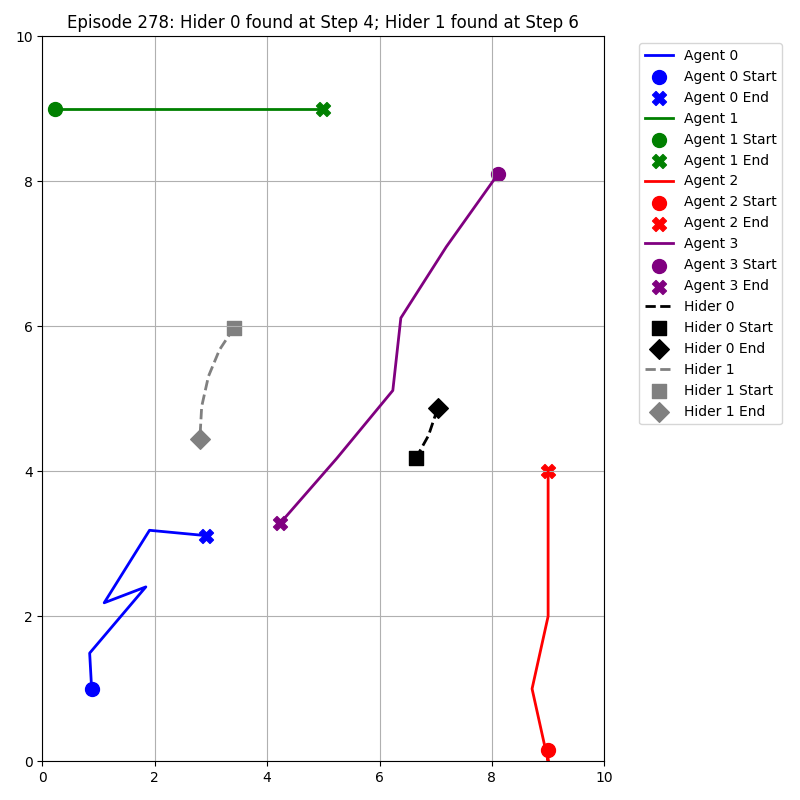 Episode 278: Hider 0 found at Step 4; Hider 1 found at Step 6
10
8
6
4
2
0
0 2 4 6 8 10
Agent 0
Agent 0 Start
Agent 0 End
Agent 1
Agent 1 Start
Agent 1 End
Agent 2
Agent 2 Start
Agent 2 End
Agent 3
Agent 3 Start
Agent 3 End
Hider 0
Hider 0 Start
Hider 0 End
Hider 1
Hider 1 Start
Hider 1 End